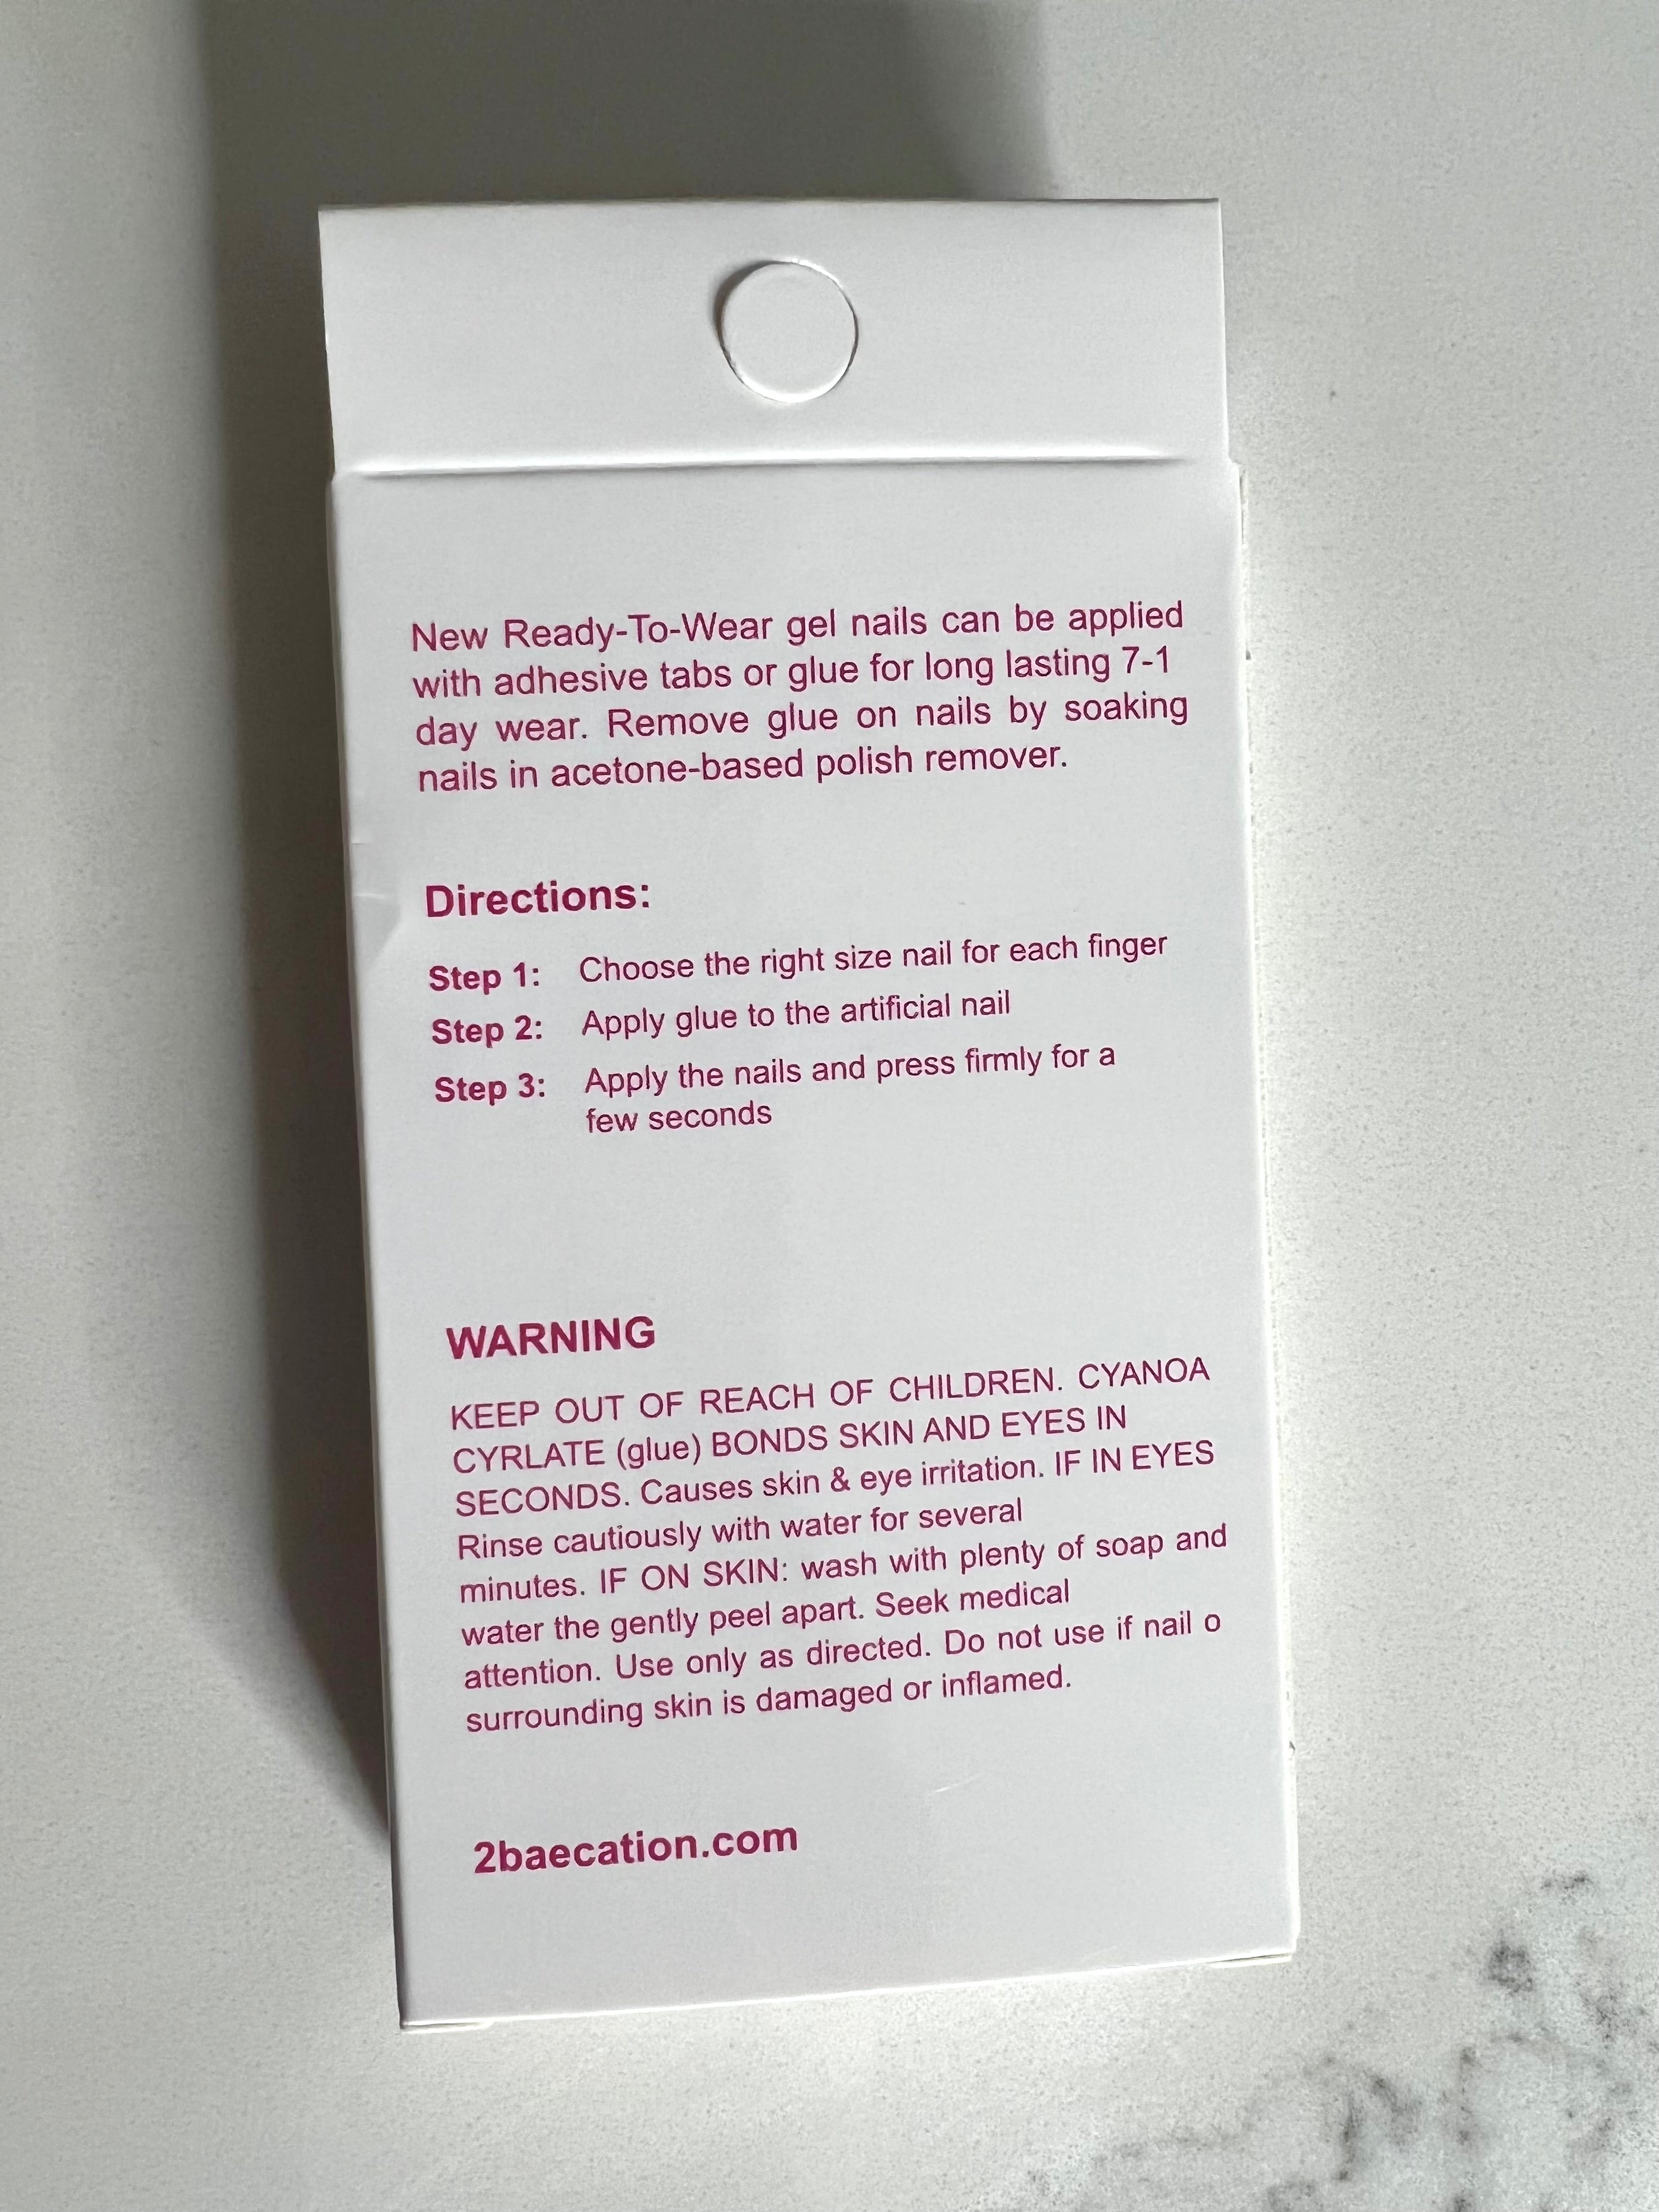 New Ready-To-Wear gel nails can be applied
with adhesive tabs or glue for long lasting 7-1
day wear. Remove glue on nails by soaking
nails in acetone-based polish remover.
Directions:
Step 1: Choose the right size nail for each finger
Step 2: Apply glue to the artificial nail
Step 3: Apply the nails and press firmly for a
few seconds
WARNING
KEEP OUT OF REACH OF CHILDREN. CYANOA
CYRLATE (glue) BONDS SKIN AND EYES IN
SECONDS. Causes skin & eye irritation. IF IN EYES
Rinse cautiously with water for several
minutes. IF ON SKIN: wash with plenty of soap and
water the gently peel apart. Seek medical
attention. Use only as directed. Do not use if nail o
surrounding skin is damaged or inflamed.
2baecation.com